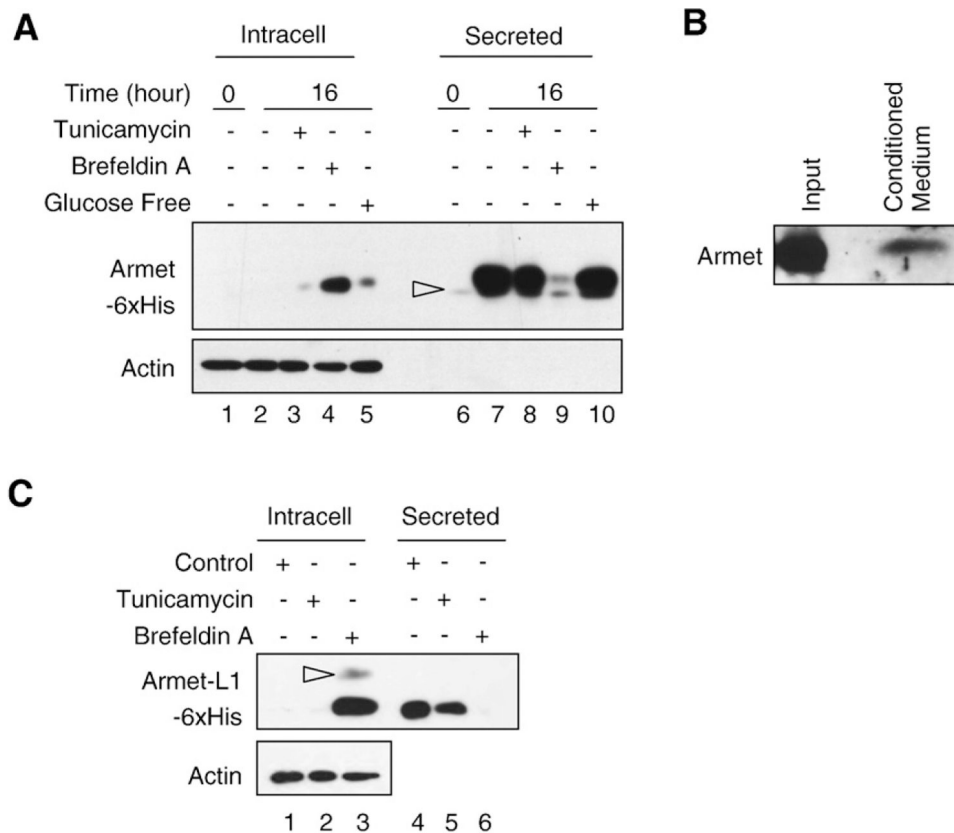 A
Intracell Secreted
Time (hour) 0 16 0 16
Tunicamycin - - + - - - - + - -
Brefeldin A - - - + - - - - + -
Glucose Free - - - - + - - - - +
Armet
-6xHis
Actin
1 2 3 4 5 6 7 8 9 10
B
Input
Conditioned
Medium
Armet
C
Intracell Secreted
Control + - - + - -
Tunicamycin - + - - + -
Brefeldin A - - + - - +
Armet-L1
-6xHis
Actin
1 2 3 4 5 6